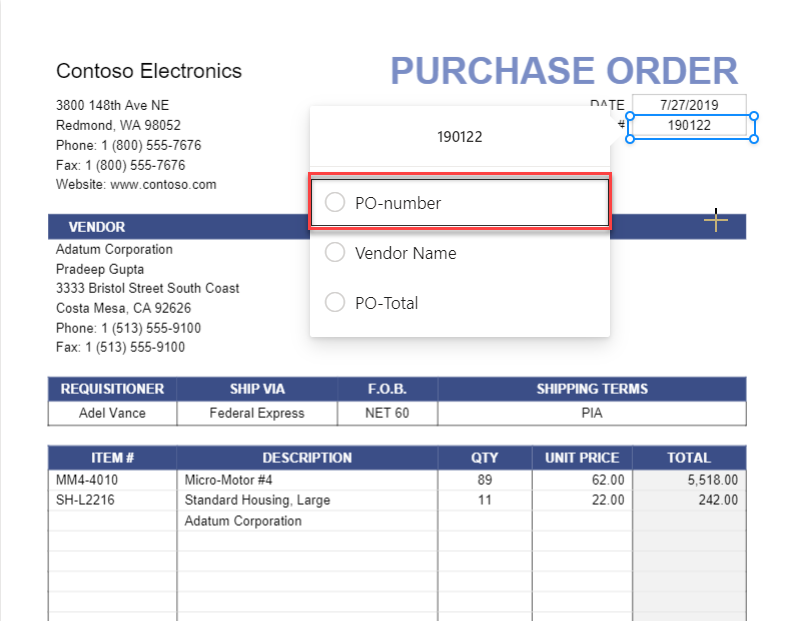 Contoso Electronics
PURCHASE ORDER
3800 148th Ave NE
DATE 7/27/2019
Redmond, WA 98052
# 190122
Phone: 1 (800) 555-7676
Fax: 1 (800) 555-7676
Website: www.contoso.com
190122
PO-number
Vendor Name
PO-Total
VENDOR
Adatum Corporation
Pradeep Gupta
3333 Bristol Street South Coast
Costa Mesa, CA 92626
Phone: 1 (513) 555-9100
Fax: 1 (513) 555-9100
REQUISITIONER SHIP VIA F.O.B. SHIPPING TERMS
Adel Vance Federal Express NET 60 PIA
ITEM # DESCRIPTION QTY UNIT PRICE TOTAL
MM4-4010 Micro-Motor #4 89 62.00 5,518.00
SH-L2216 Standard Housing, Large 11 22.00 242.00
Adatum Corporation